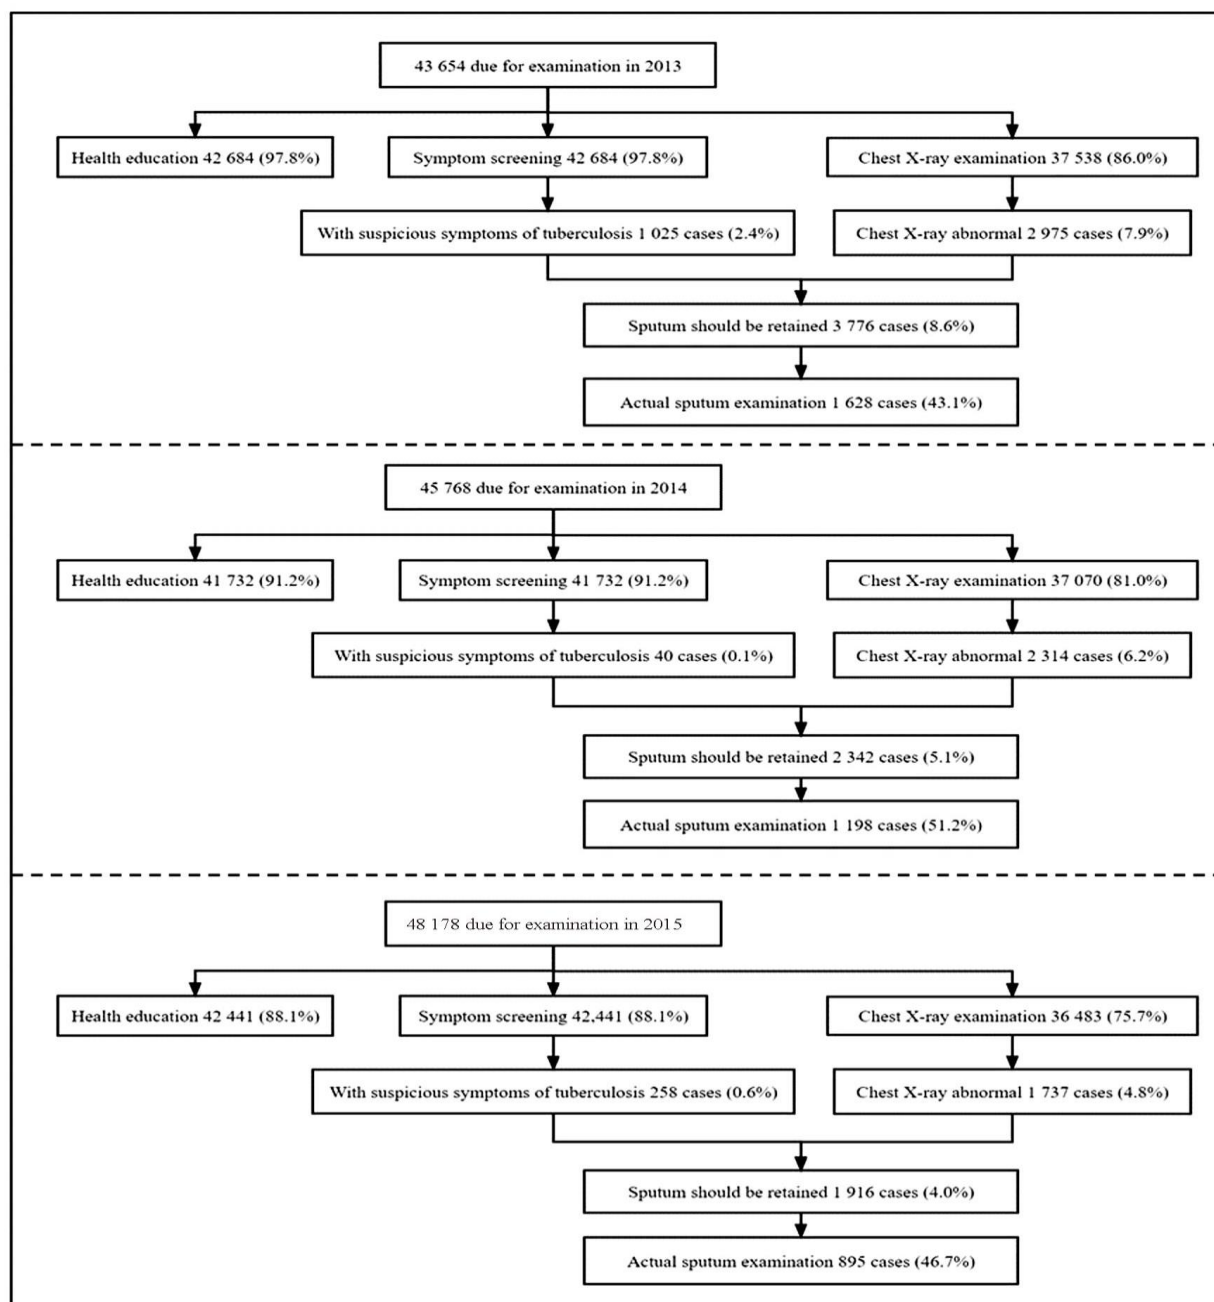 43 654 due for examination in 2013
Health education 42 684 (97.8%)
Symptom screening 42 684 (97.8%)
Chest X-ray examination 37 538 (86.0%)
With suspicious symptoms of tuberculosis 1 025 cases (2.4%)
Chest X-ray abnormal 2 975 cases (7.9%)
Sputum should be retained 3 776 cases (8.6%)
Actual sputum examination 1 628 cases (43.1%)
45 768 due for examination in 2014
Health education 41 732 (91.2%)
Symptom screening 41 732 (91.2%)
Chest X-ray examination 37 070 (81.0%)
With suspicious symptoms of tuberculosis 40 cases (0.1%)
Chest X-ray abnormal 2 314 cases (6.2%)
Sputum should be retained 2 342 cases (5.1%)
Actual sputum examination 1 198 cases (51.2%)
48 178 due for examination in 2015
Health education 42 441 (88.1%)
Symptom screening 42,441 (88.1%)
Chest X-ray examination 36 483 (75.7%)
With suspicious symptoms of tuberculosis 258 cases (0.6%)
Chest X-ray abnormal 1 737 cases (4.8%)
Sputum should be retained 1 916 cases (4.0%)
Actual sputum examination 895 cases (46.7%)